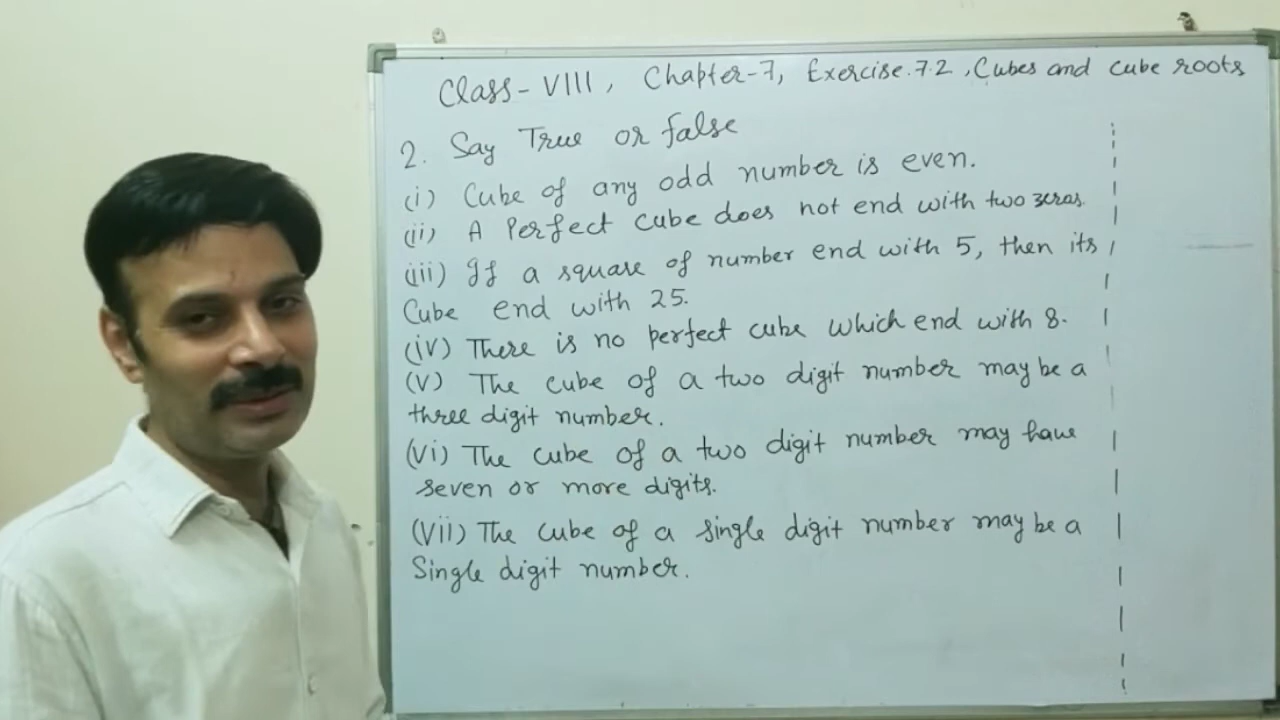 Class-VIII, Chapter-7, Exercise.7.2, Cubes and cube roots
2. Say True or false
(i) Cube of any odd number is even.
(ii) A Perfect cube does not end with two zeros.
(iii) If a square of number end with 5, then its
Cube end with 25.
(iv) There is no perfect cube which end with 8.
(V) The cube of a two digit number may be a
three digit number.
(Vi) The cube of a two digit number may have
seven or more digits.
(Vii) The cube of a single digit number may be a
Single digit number.